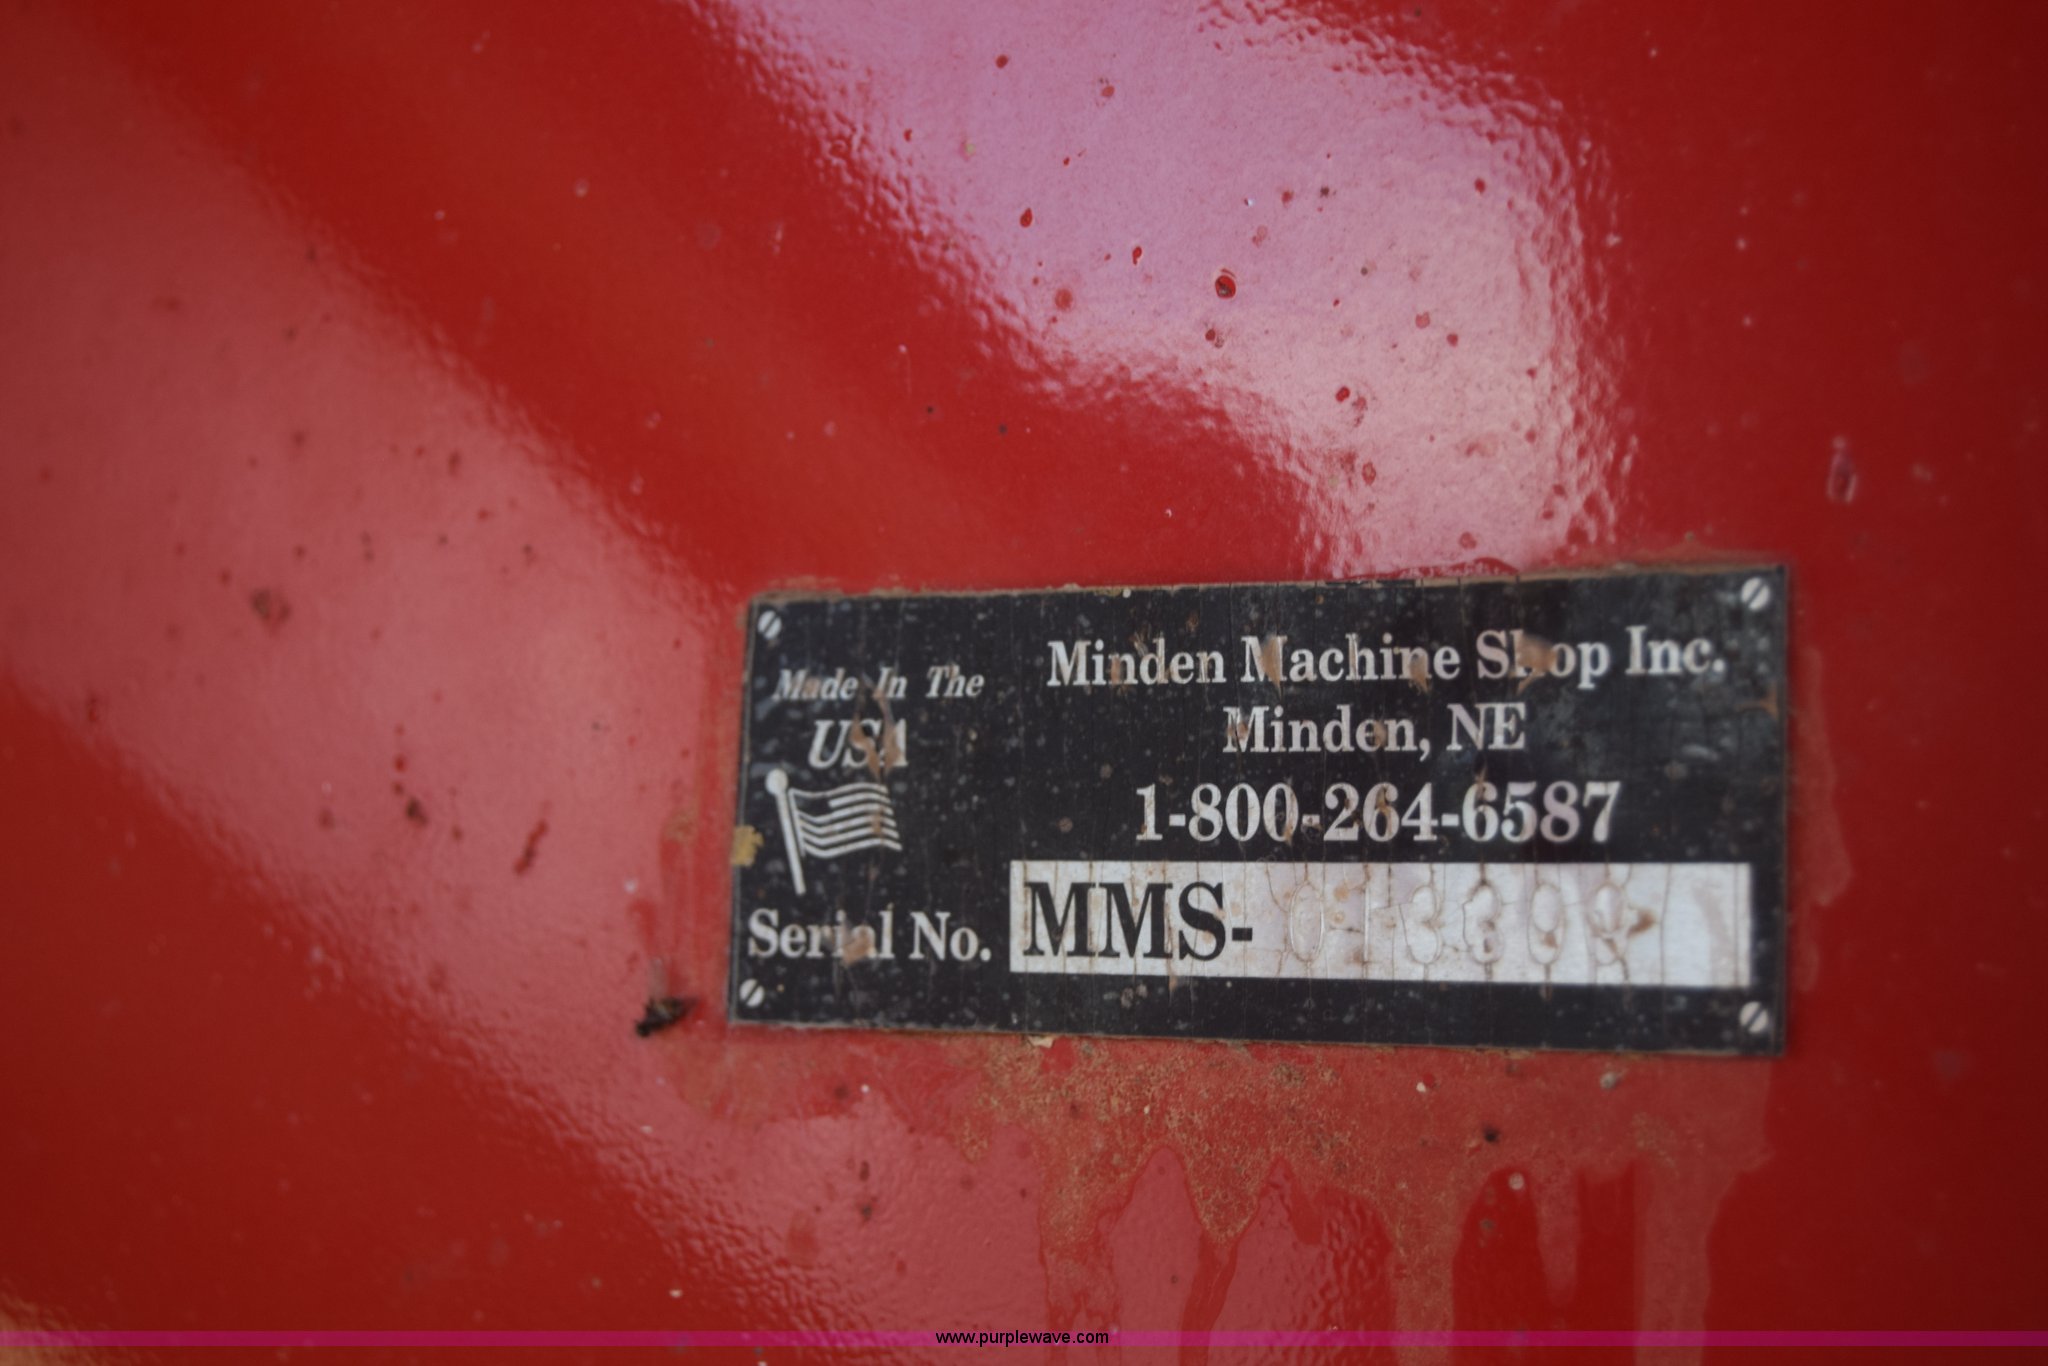 Made In The
USA
Minden Machine Shop Inc.
Minden, NE
1-800-264-6587
Serial No. MMS-
www.purplewave.com